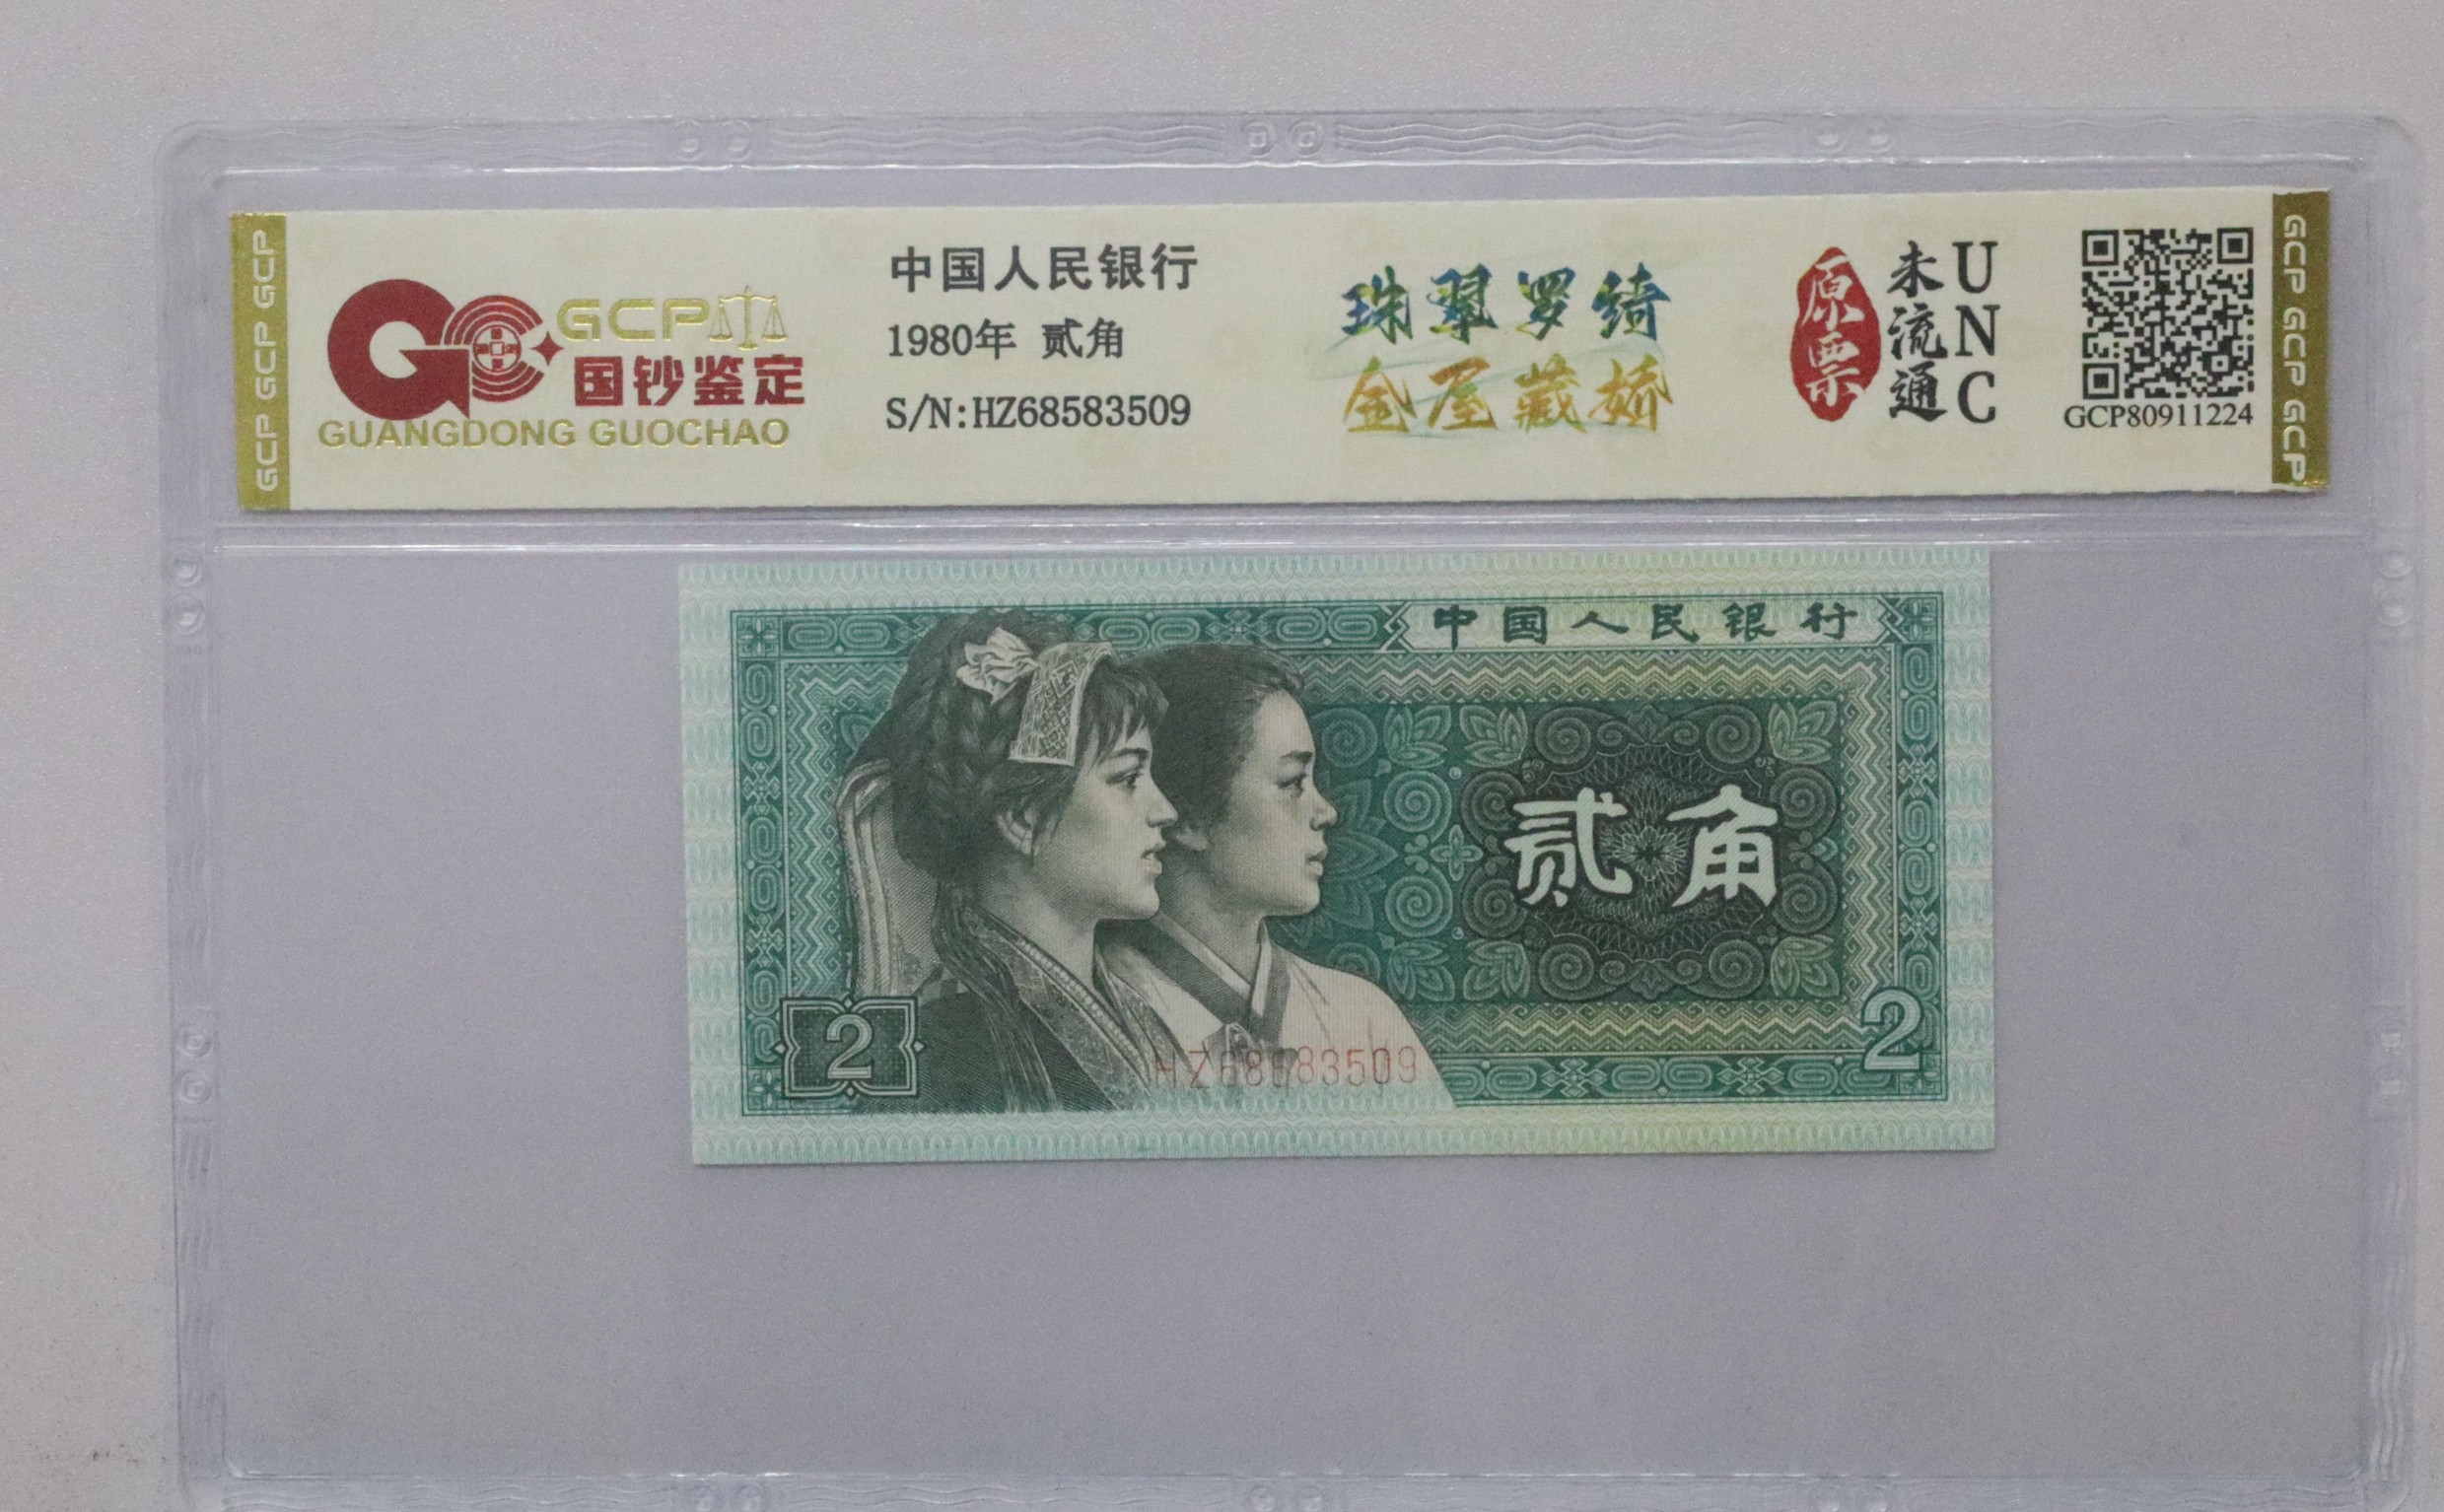 GCP GCP GCP
GCP
国钞鉴定
GUANGDONG GUOCHAO
中国人民银行
1980年 贰角
S/N:HZ68583509
珠翠罗绮
金屋藏娇
原票
未流通
UNC
GCP80911224
GCP GCP GCP
中国人民银行
贰角
2
2
HZ68583509